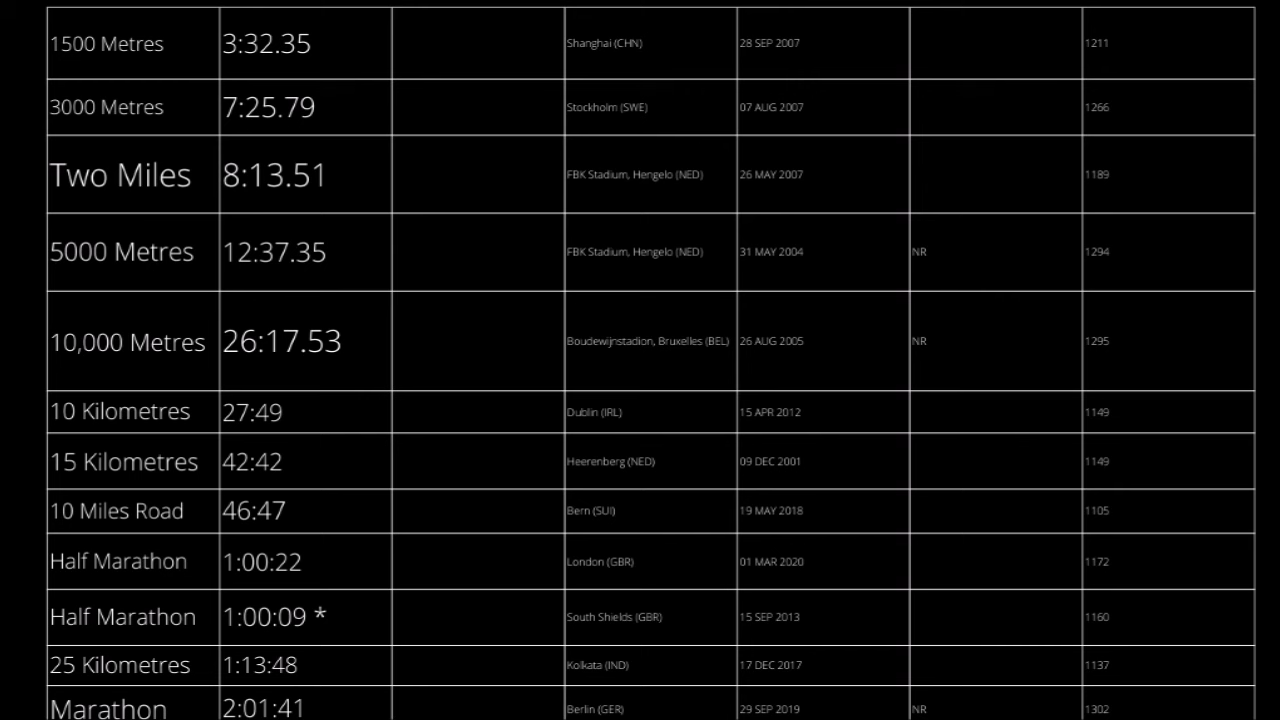 1500 Metres 3:32.35 Shanghai (CHN) 28 SEP 2007 1211
3000 Metres 7:25.79 Stockholm (SWE) 07 AUG 2007 1266
Two Miles 8:13.51 FBK Stadium, Hengelo (NED) 26 MAY 2007 1189
5000 Metres 12:37.35 FBK Stadium, Hengelo (NED) 31 MAY 2004 NR 1294
10,000 Metres 26:17.53 Boudewijnstadion, Bruxelles (BEL) 26 AUG 2005 NR 1295
10 Kilometres 27:49 Dublin (IRL) 15 APR 2012 1149
15 Kilometres 42:42 Heerenberg (NED) 09 DEC 2001 1149
10 Miles Road 46:47 Bern (SUI) 19 MAY 2018 1105
Half Marathon 1:00:22 London (GBR) 01 MAR 2020 1172
Half Marathon 1:00:09 * South Shields (GBR) 15 SEP 2013 1160
25 Kilometres 1:13:48 Kolkata (IND) 17 DEC 2017 1137
Marathon 2:01:41 Berlin (GER) 29 SEP 2019 NR 1302